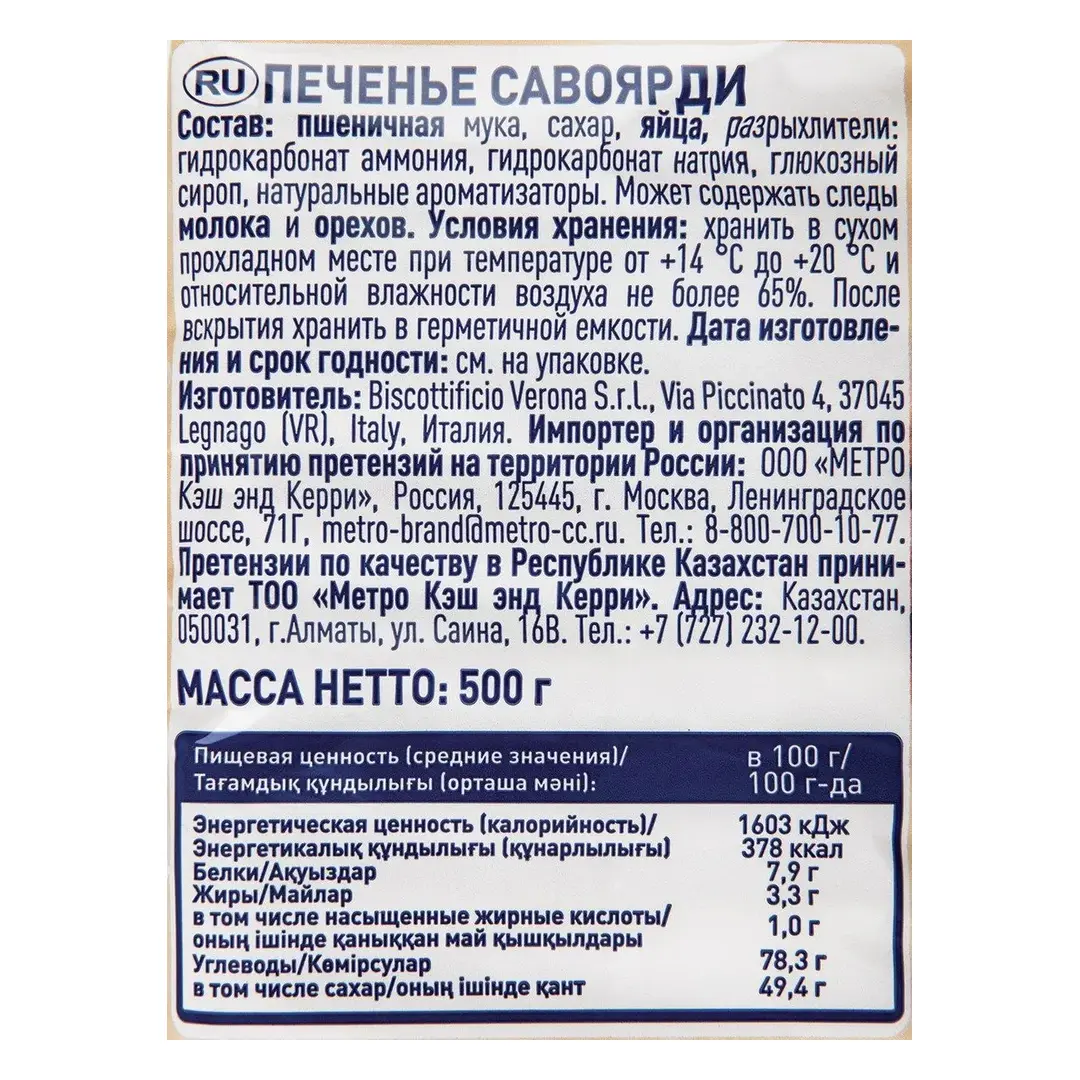 RU ПЕЧЕНЬЕ САВОЯРДИ
Состав: пшеничная мука, сахар, яйца, разрыхлители:
гидрокарбонат аммония, гидрокарбонат натрия, глюкозный
сироп, натуральные ароматизаторы. Может содержать следы
молока и орехов. Условия хранения: хранить в сухом
прохладном месте при температуре от +14 °C до +20 °C и
относительной влажности воздуха не более 65%. После
вскрытия хранить в герметичной емкости. Дата изготовле-
ния и срок годности: см. на упаковке.
Изготовитель: Biscottificio Verona S.r.l., Via Piccinato 4, 37045
Legnago (VR), Italy, Италия. Импортер и организация по
принятию претензий на территории России: ООО «МЕТРО
Кэш энд Керри», Россия, 125445, г. Москва, Ленинградское
шоссе, 71Г, metro-brand@metro-cc.ru. Тел.: 8-800-700-10-77.
Претензии по качеству в Республике Казахстан прини-
мает ТОО «Метро Кэш энд Керри». Адрес: Казахстан,
050031, г.Алматы, ул. Саина, 16В. Тел.: +7 (727) 232-12-00.
МАССА НЕТТО: 500 г
Пищевая ценность (средние значения)/ в 100 г/
Тағамдық құндылығы (орташа мәні): 100 г-да
Энергетическая ценность (калорийность)/ 1603 кДж
Энергетикалық құндылығы (құнарлылығы) 378 ккал
Белки/Ақуыздар 7,9 г
Жиры/Майлар 3,3 г
в том числе насыщенные жирные кислоты/ 1,0 г
оның ішінде қаныққан май қышқылдары
Углеводы/Көмірсулар 78,3 г
в том числе сахар/оның ішінде қант 49,4 г